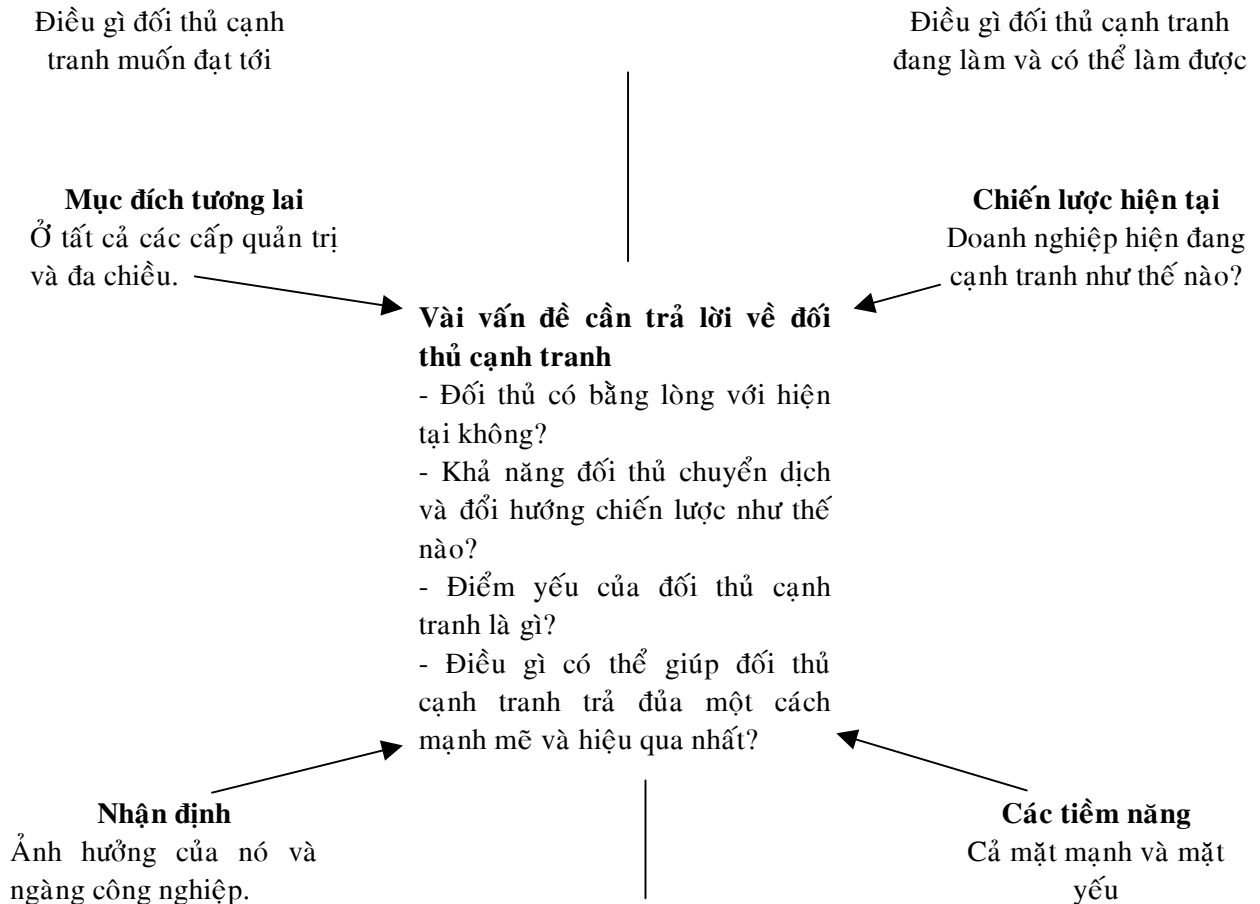 Điều gì đối thủ cạnh
tranh muốn đạt tới
Điều gì đối thủ cạnh tranh
đang làm và có thể làm được
Mục đích tương lai
Ở tất cả các cấp quản trị
và đa chiều.
Chiến lược hiện tại
Doanh nghiệp hiện đang
cạnh tranh như thế nào?
Vài vấn đề cần trả lời về đối
thủ cạnh tranh
- Đối thủ có bằng lòng với hiện
tại không?
- Khả năng đối thủ chuyển dịch
và đổi hướng chiến lược như thế
nào?
- Điểm yếu của đối thủ cạnh
tranh là gì?
- Điều gì có thể giúp đối thủ
cạnh tranh trả đủa một cách
mạnh mẽ và hiệu qua nhất?
Nhận định
Ảnh hưởng của nó và
ngàng công nghiệp.
Các tiềm năng
Cả mặt mạnh và mặt
yếu